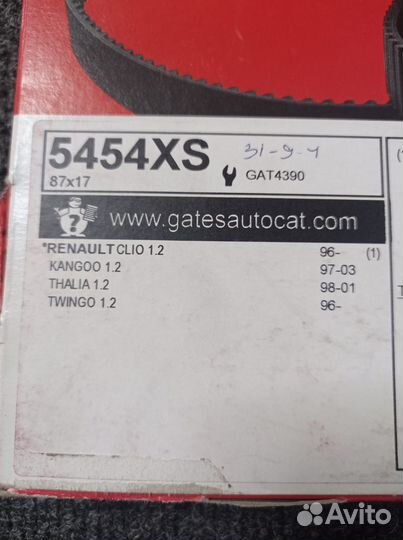 5454XS
31-9-4
87x17
GAT4390
www.gatesautocat.com
*RENAULT CLIO 1.2 96- (1)
KANGOO 1.2 97-03
THALIA 1.2 98-01
TWINGO 1.2 96-
Avito